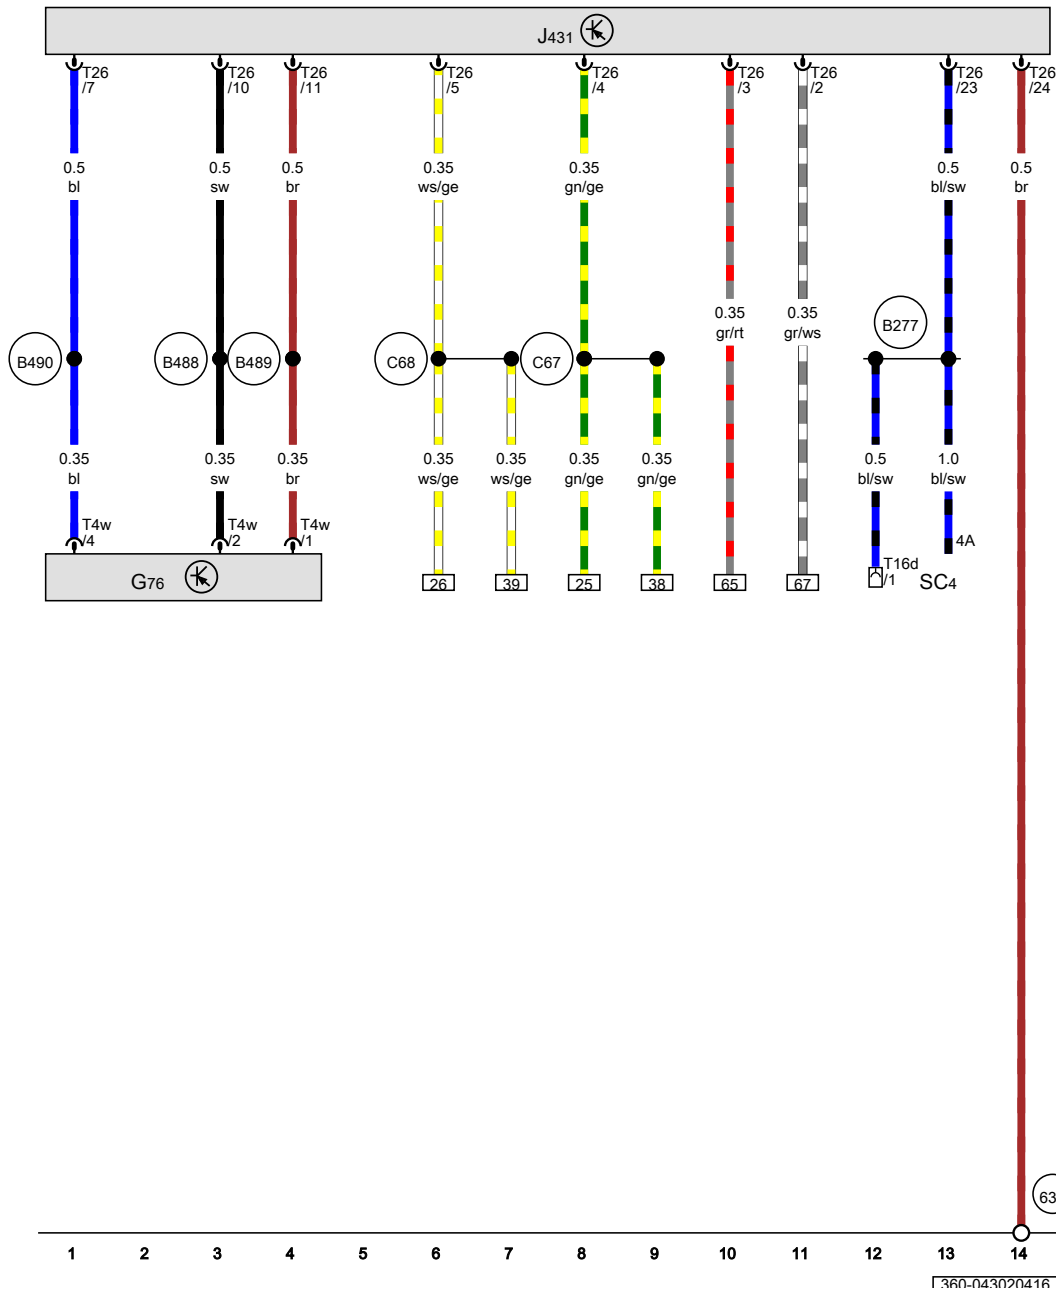 J431
T26 T26 T26 T26 T26 T26 T26 T26 T26
/7 /10 /11 /5 /4 /3 /2 /23 /24
0.5 0.5 0.5 0.35 0.35 0.5 0.5
bl sw br ws/ge gn/ge bl/sw br
0.35 0.35
gr/rt gr/ws
B277
B490 B488 B489 C68 C67
0.35 0.35 0.35 0.35 0.35 0.35 0.35 0.5 1.0
bl sw br ws/ge ws/ge gn/ge gn/ge bl/sw bl/sw
T4w T4w T4w
/4 /2 /1 4A
T16d
/1
G76 26 39 25 38 65 67 SC4
63
1 2 3 4 5 6 7 8 9 10 11 12 13 14
360-043020416